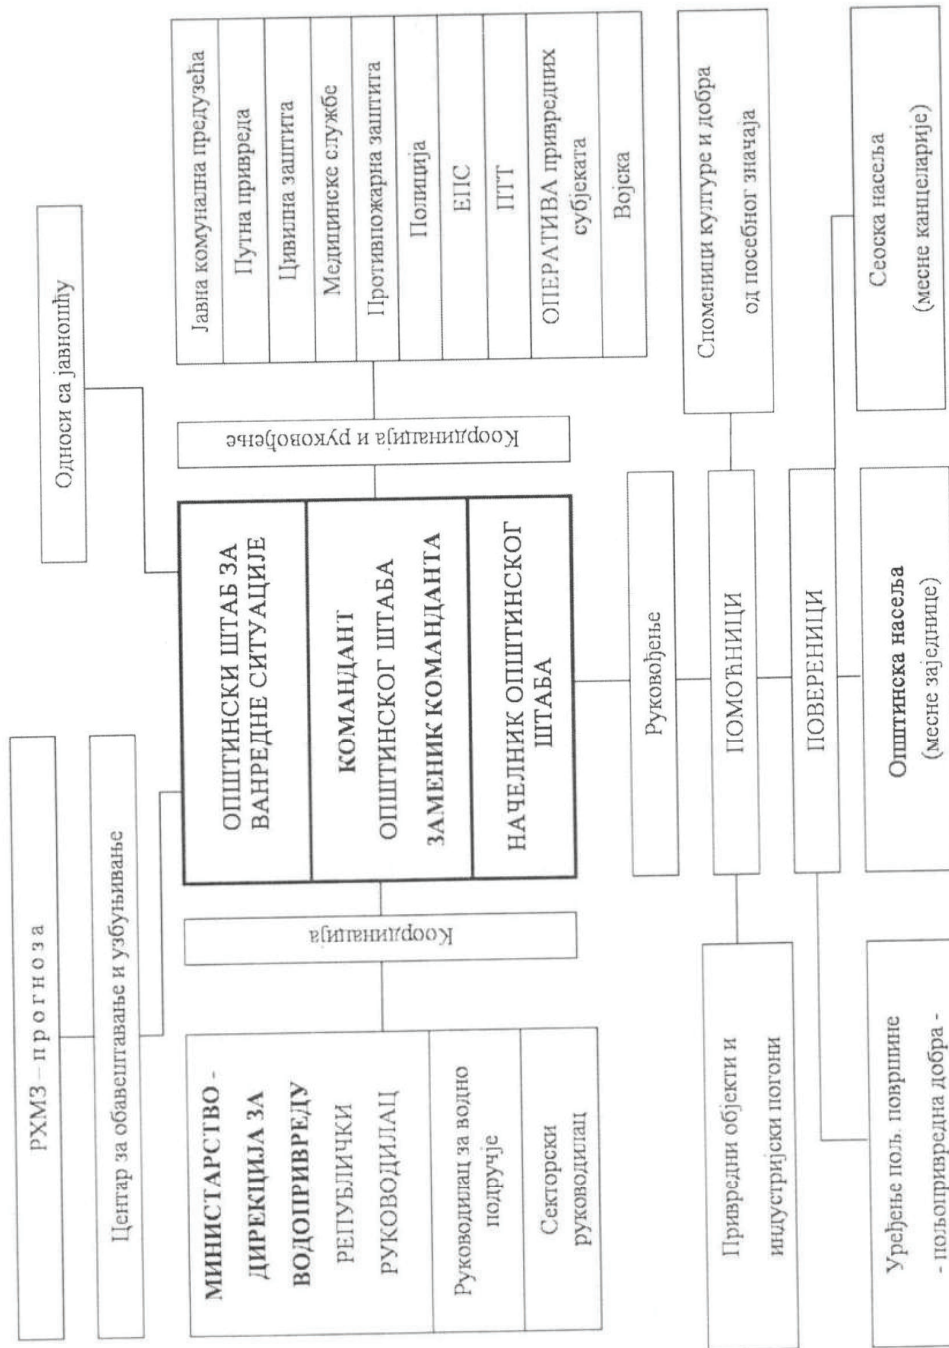 РХМЗ – п р о г н о з а
Центар за обавештавање и узбуњивање
Односи са јавношћу
МИНИСТАРСТВО -
ДИРЕКЦИЈА ЗА
ВОДОПРИВРЕДУ
РЕПУБЛИЧКИ
РУКОВОДИЛАЦ
Руководилац за водно
подручје
Секторски
руководилац
Координација
ОПШТИНСКИ ШТАБ ЗА
ВАНРЕДНЕ СИТУАЦИЈЕ
КОМАНДАНТ
ОПШТИНСКОГ ШТАБА
ЗАМЕНИК КОМАНДАНТА
НАЧЕЛНИК ОПШТИНСКОГ
ШТАБА
Координација и руковођење
Јавна комунална предузећа
Путна привреда
Цивилна заштита
Медицинске службе
Противпожарна заштита
Полиција
ЕПС
ПТТ
ОПЕРАТИВА привредних
субјеката
Војска
Руковођење
Привредни објекти и
индустријски погони
ПОМОЋНИЦИ
Споменици културе и добра
од посебног значаја
ПОВЕРЕНИЦИ
Уређење пољ. површине
- пољопривредна добра -
Општинска насеља
(месне заједнице)
Сеоска насеља
(месне канцеларије)